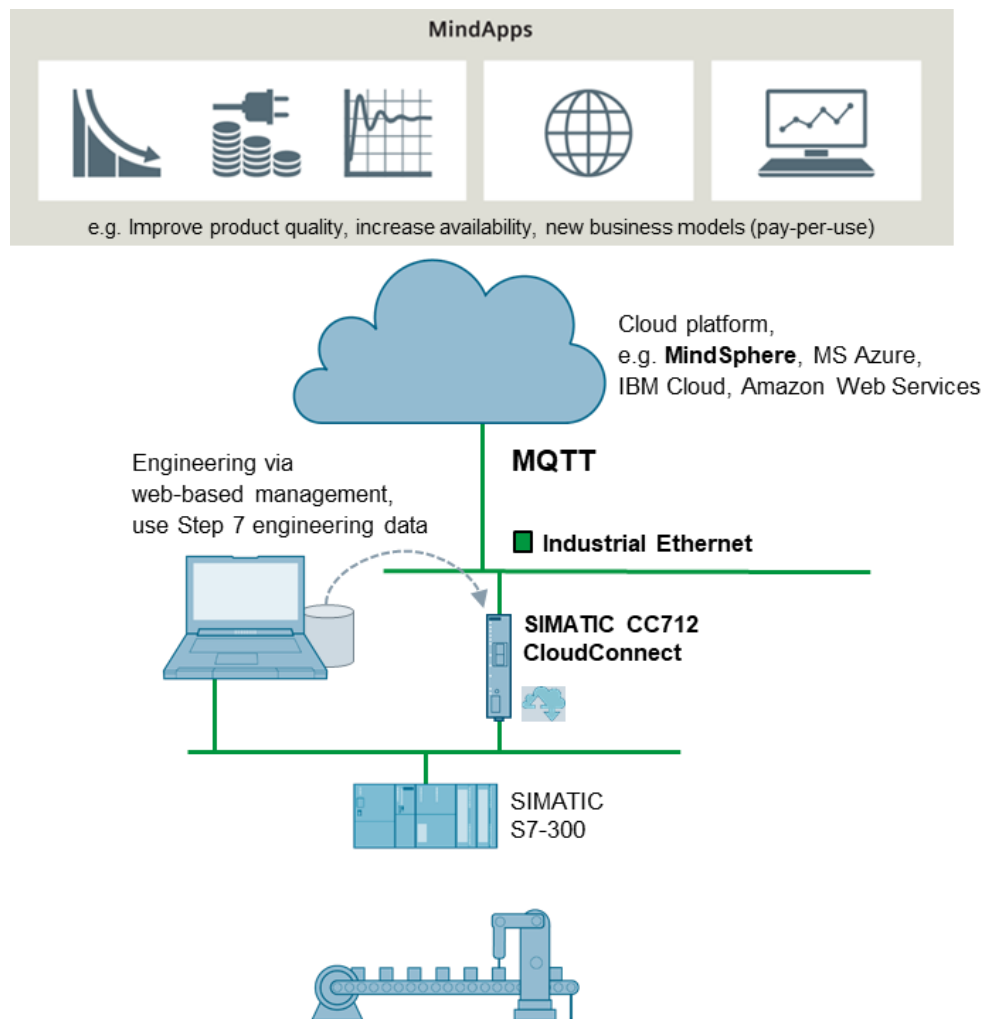 MindApps
e.g. Improve product quality, increase availability, new business models (pay-per-use)
Cloud platform,
e.g. MindSphere, MS Azure,
IBM Cloud, Amazon Web Services
MQTT
Engineering via
web-based management,
use Step 7 engineering data
Industrial Ethernet
SIMATIC CC712
CloudConnect
SIMATIC
S7-300